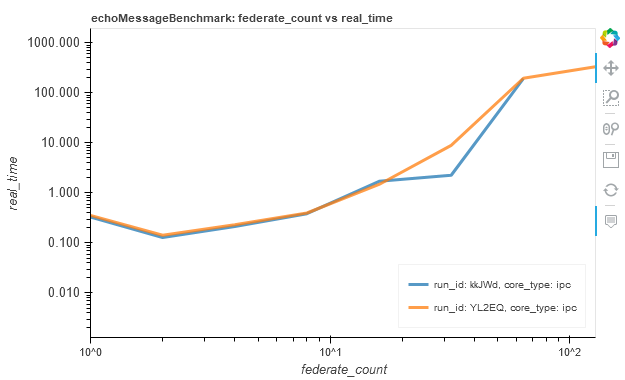 echoMessageBenchmark: federate_count vs real_time
1000.000
100.000
10.000
1.000
0.100
0.010
real_time
10^0
10^1
10^2
federate_count
run_id: kkJWd, core_type: ipc
run_id: YL2EQ, core_type: ipc